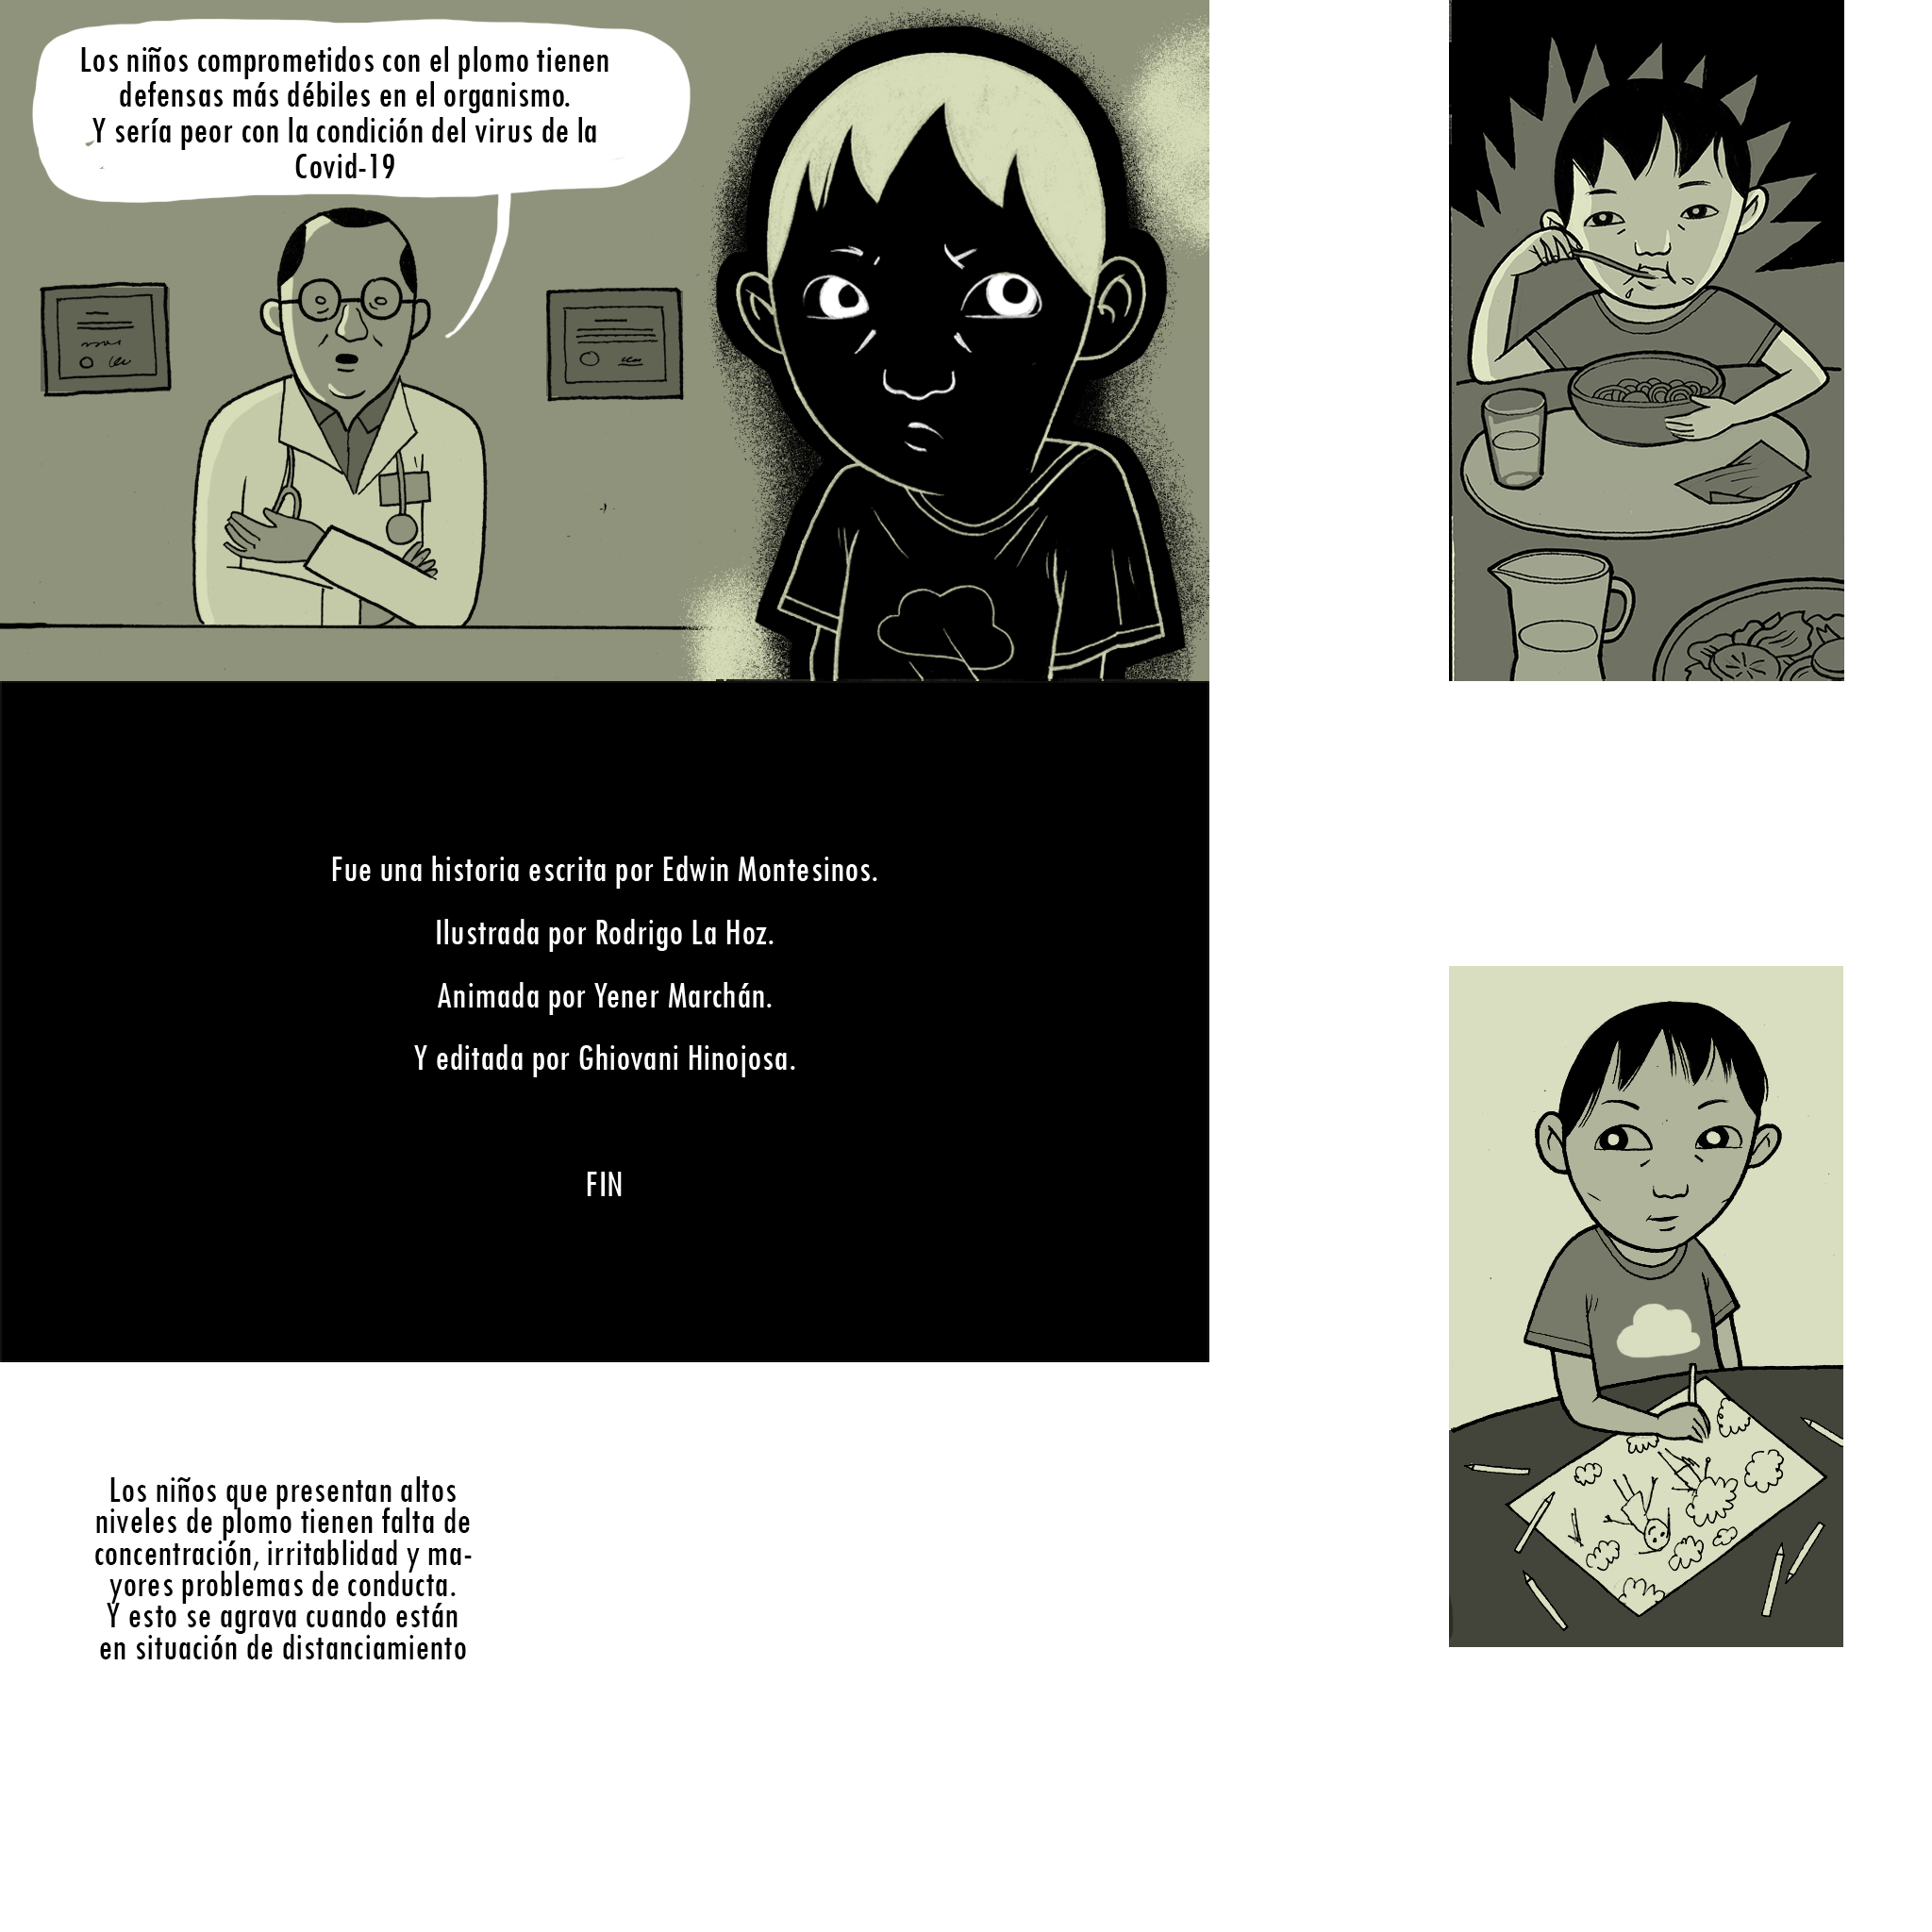 Los niños comprometidos con el plomo tienen
defensas más débiles en el organismo.
Y sería peor con la condición del virus de la
Covid-19
Fue una historia escrita por Edwin Montesinos.
Ilustrada por Rodrigo La Hoz.
Animada por Yener Marchán.
Y editada por Ghiovani Hinojosa.
FIN
Los niños que presentan altos
niveles de plomo tienen falta de
concentración, irritablidad y ma-
yores problemas de conducta.
Y esto se agrava cuando están
en situación de distanciamiento